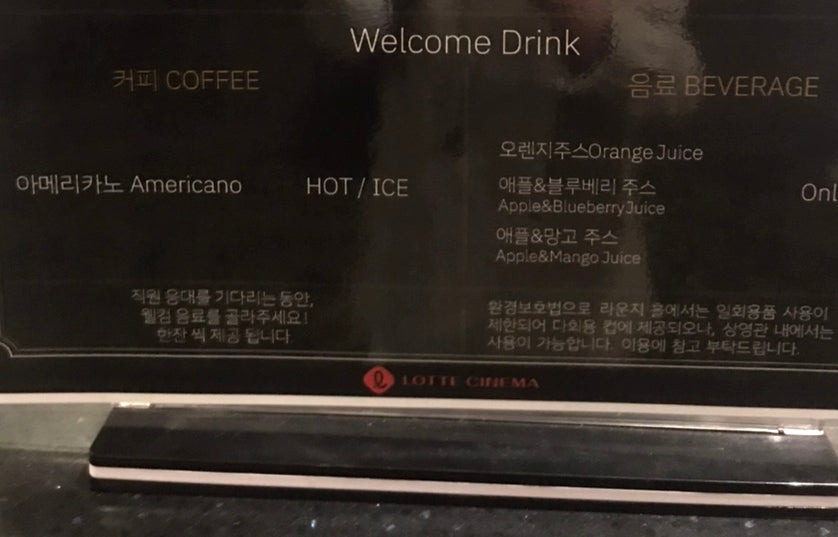 Welcome Drink
커피 COFFEE
음료 BEVERAGE
아메리카노 Americano
HOT / ICE
오렌지주스Orange Juice
애플&블루베리 주스
Apple&Blueberry Juice
애플&망고 주스
Apple&Mango Juice
Onl
직원 응대를 기다리는 동안,
웰컴 음료를 골라주세요!
한잔 씩 제공 됩니다.
환경보호법으로 라운지 홀에서는 일회용품 사용이
제한되어 다회용 컵에 제공되오나, 상영관 내에서는
사용이 가능합니다. 이용에 참고 부탁드립니다.
LOTTE CINEMA